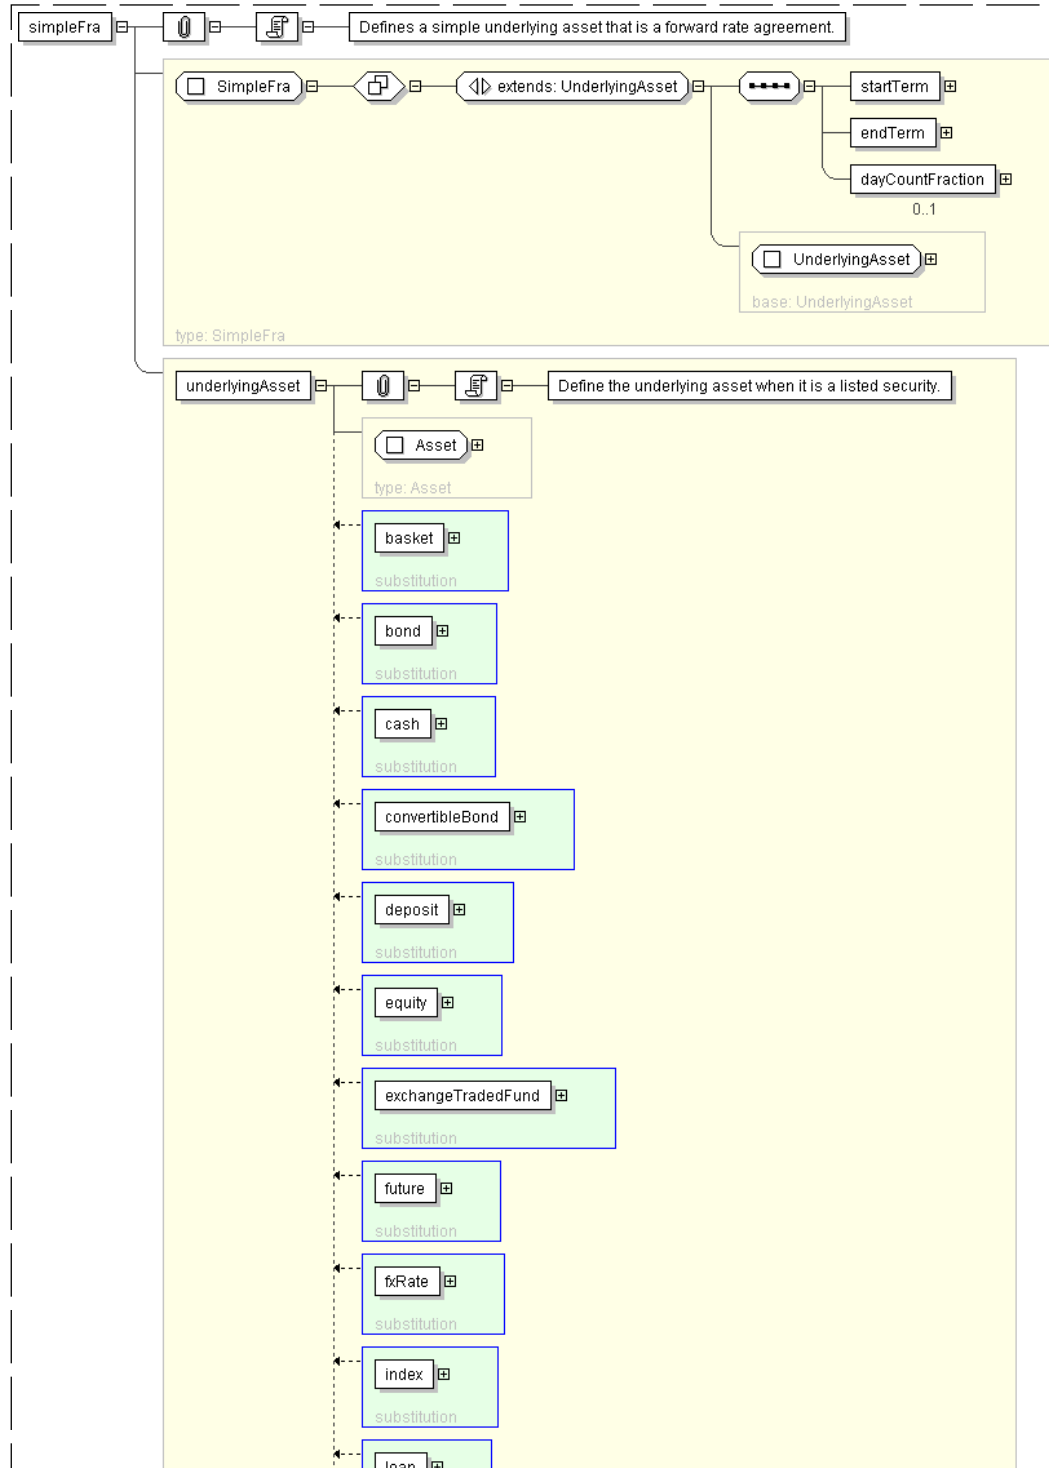 simpleFra
Defines a simple underlying asset that is a forward rate agreement.
SimpleFra
extends: UnderlyingAsset
startTerm
endTerm
dayCountFraction
0..1
UnderlyingAsset
base: UnderlyingAsset
type: SimpleFra
underlyingAsset
Define the underlying asset when it is a listed security.
Asset
type: Asset
basket
substitution
bond
substitution
cash
substitution
convertibleBond
substitution
deposit
substitution
equity
substitution
exchangeTradedFund
substitution
future
substitution
fxRate
substitution
index
substitution
loan